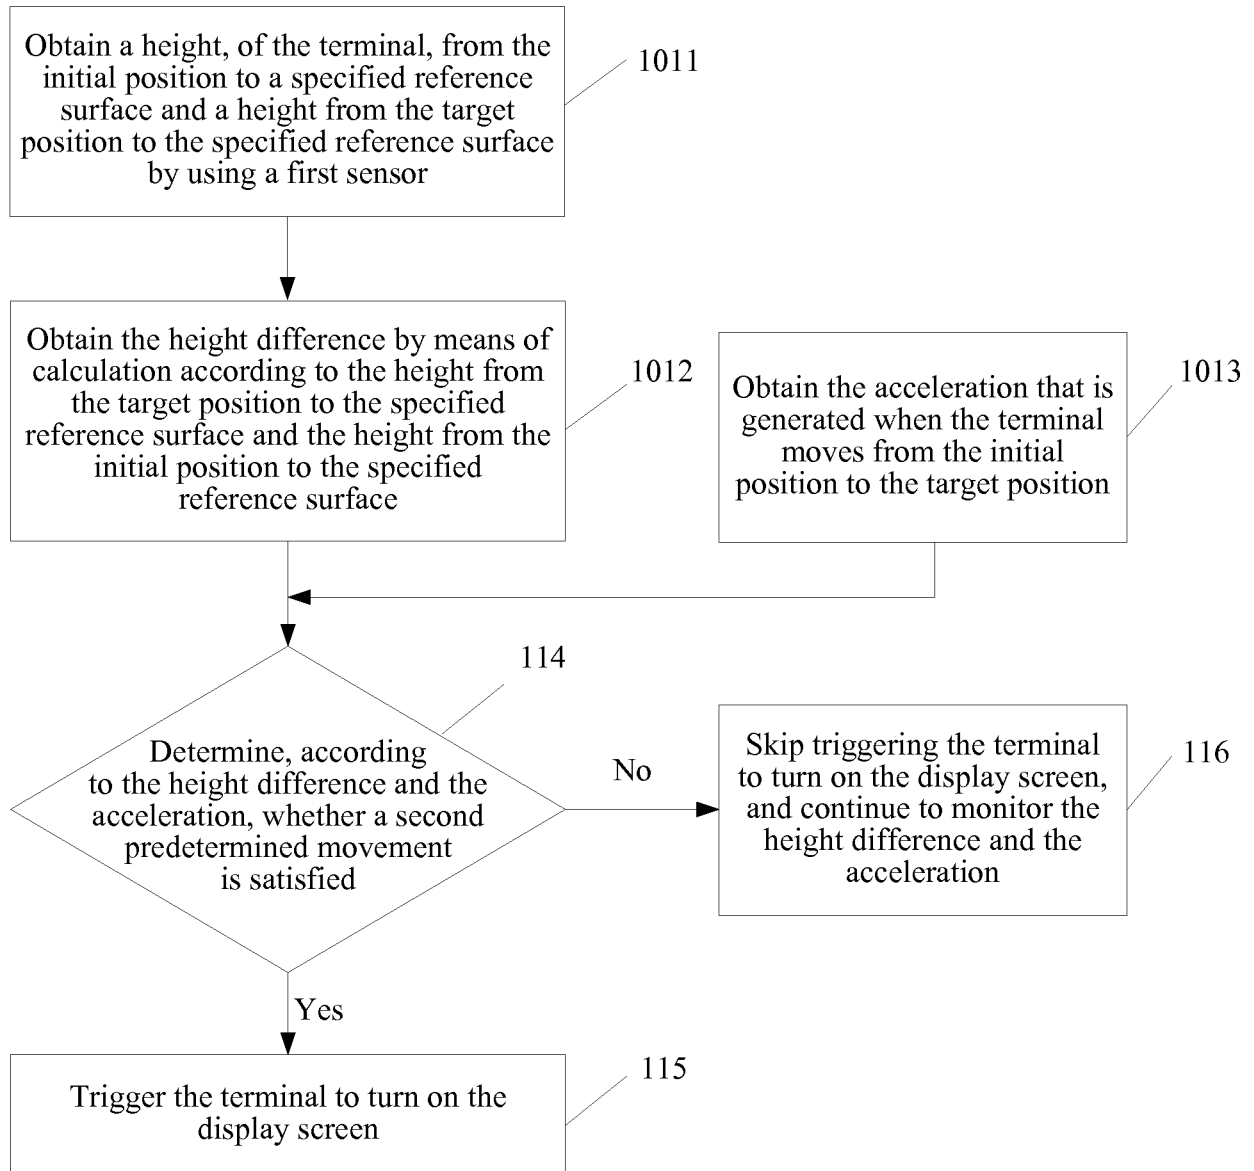 Obtain a height, of the terminal, from the
initial position to a specified reference
surface and a height from the target
position to the specified reference surface
by using a first sensor
1011
Obtain the height difference by means of
calculation according to the height from
the target position to the specified
reference surface and the height from the
initial position to the specified
reference surface
1012
Obtain the acceleration that is
generated when the terminal
moves from the initial
position to the target position
1013
Determine, according
to the height difference and the
acceleration, whether a second
predetermined movement
is satisfied
114
No
Skip triggering the terminal
to turn on the display screen,
and continue to monitor the
height difference and the
acceleration
116
Yes
Trigger the terminal to turn on the
display screen
115